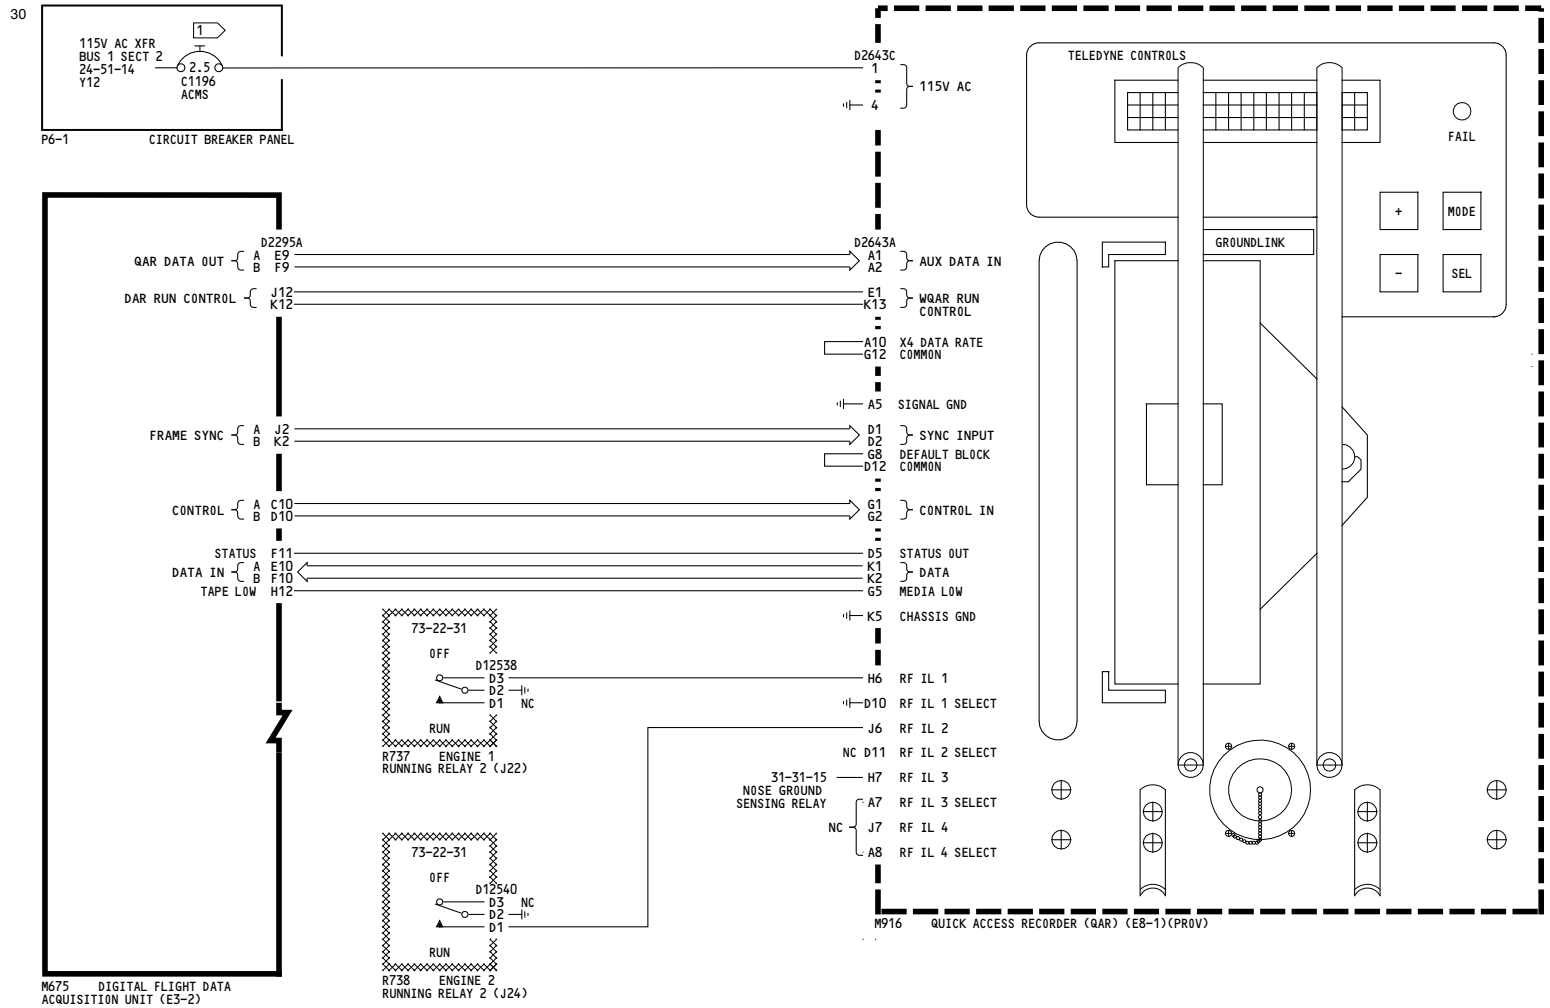 30
1
115V AC XFR
BUS 1 SECT 2
24-51-14
Y12
2.5
C1196
ACMS
P6-1 CIRCUIT BREAKER PANEL
D2643C
1
4
115V AC
TELEDYNE CONTROLS
FAIL
+ MODE
- SEL
GROUNDLINK
D2295A
QAR DATA OUT
A E9
B F9
DAR RUN CONTROL
J12
K12
D2643A
A1
A2
AUX DATA IN
E1
K13
WQAR RUN
CONTROL
A10 X4 DATA RATE
G12 COMMON
A5 SIGNAL GND
FRAME SYNC
A J2
B K2
D1
D2
SYNC INPUT
G8 DEFAULT BLOCK
D12 COMMON
CONTROL
A C10
B D10
G1
G2
CONTROL IN
STATUS F11
DATA IN
A E10
B F10
TAPE LOW H12
D5 STATUS OUT
K1
K2
DATA
G5 MEDIA LOW
K5 CHASSIS GND
73-22-31
OFF
D12538
D3
D2
D1 NC
RUN
R737 ENGINE 1
RUNNING RELAY 2 (J22)
H6 RF IL 1
D10 RF IL 1 SELECT
J6 RF IL 2
NC D11 RF IL 2 SELECT
31-31-15
NOSE GROUND
SENSING RELAY
H7 RF IL 3
NC
A7 RF IL 3 SELECT
J7 RF IL 4
A8 RF IL 4 SELECT
73-22-31
OFF
D12540
D3 NC
D2
D1
RUN
R738 ENGINE 2
RUNNING RELAY 2 (J24)
M916 QUICK ACCESS RECORDER (QAR) (E8-1)(PROV)
M675 DIGITAL FLIGHT DATA
ACQUISITION UNIT (E3-2)